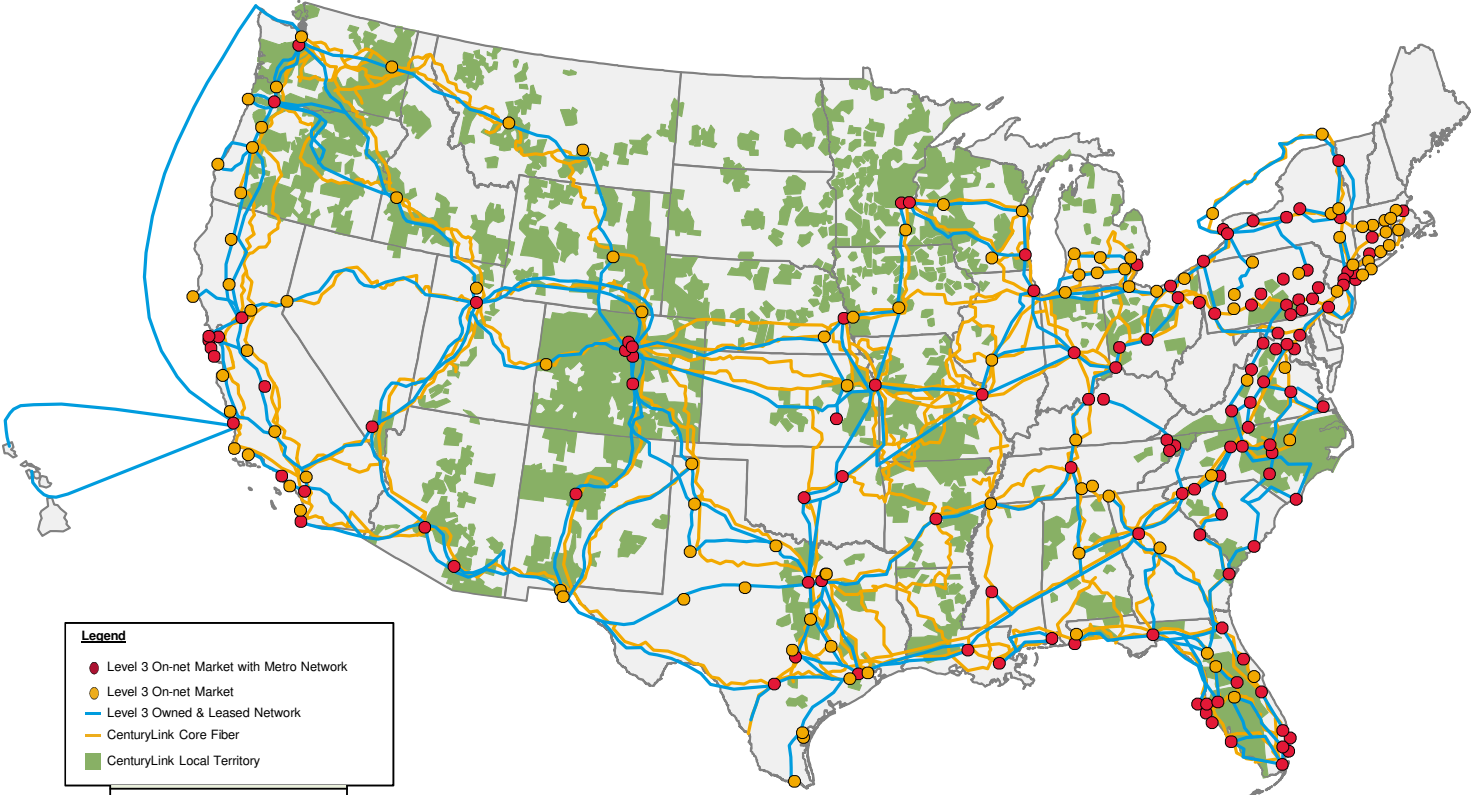 Legend
Level 3 On-net Market with Metro Network
Level 3 On-net Market
Level 3 Owned & Leased Network
CenturyLink Core Fiber
CenturyLink Local Territory